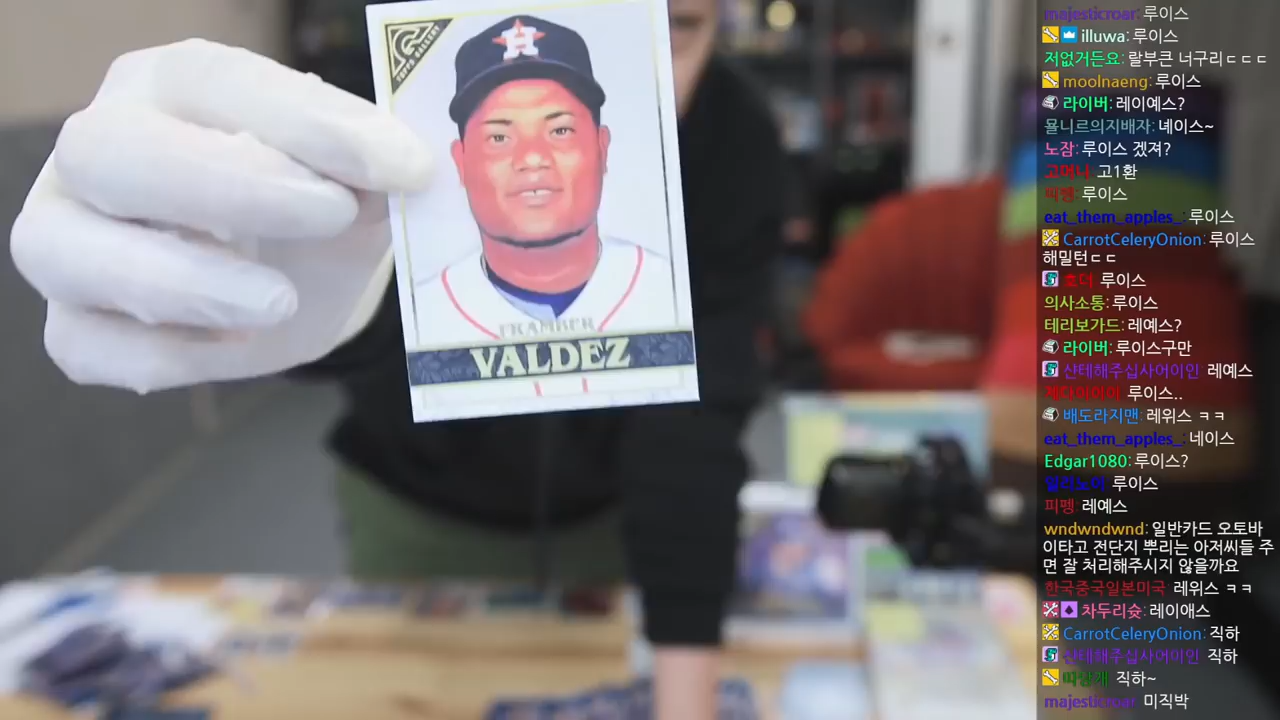 TOPPS GALLERY
H
FRAMBER
VALDEZ
majesticroar: 루이스
illuwa: 루이스
저없거든요: 랄부큰 너구리ㄷㄷㄷ
moolnaeng: 루이스
라이버: 레이예스?
묠니르의지배자: 네이스~
노잠: 루이스 겠져?
고머니: 고1환
피펭: 루이스
eat_them_apples_: 루이스
CarrotCeleryOnion: 루이스
해밀턴ㄷㄷ
호더: 루이스
의사소통: 루이스
테리보가드: 레예스?
라이버: 루이스구만
산테해주십사어이인: 레예스
제다이이이: 루이스..
배도라지맨: 레위스 ㅋㅋ
eat_them_apples_: 네이스
Edgar1080: 루이스?
일리노이: 루이스
피펭: 레예스
wndwndwnd: 일반카드 오토바
이타고 전단지 뿌리는 아저씨들 주
면 잘 처리해주시지 않을까요
한국중국일본미국: 레위스 ㅋㅋ
차두리슛: 레이애스
CarrotCeleryOnion: 직하
산테해주십사어이인: 직하
직하~
majesticroar: 미직박